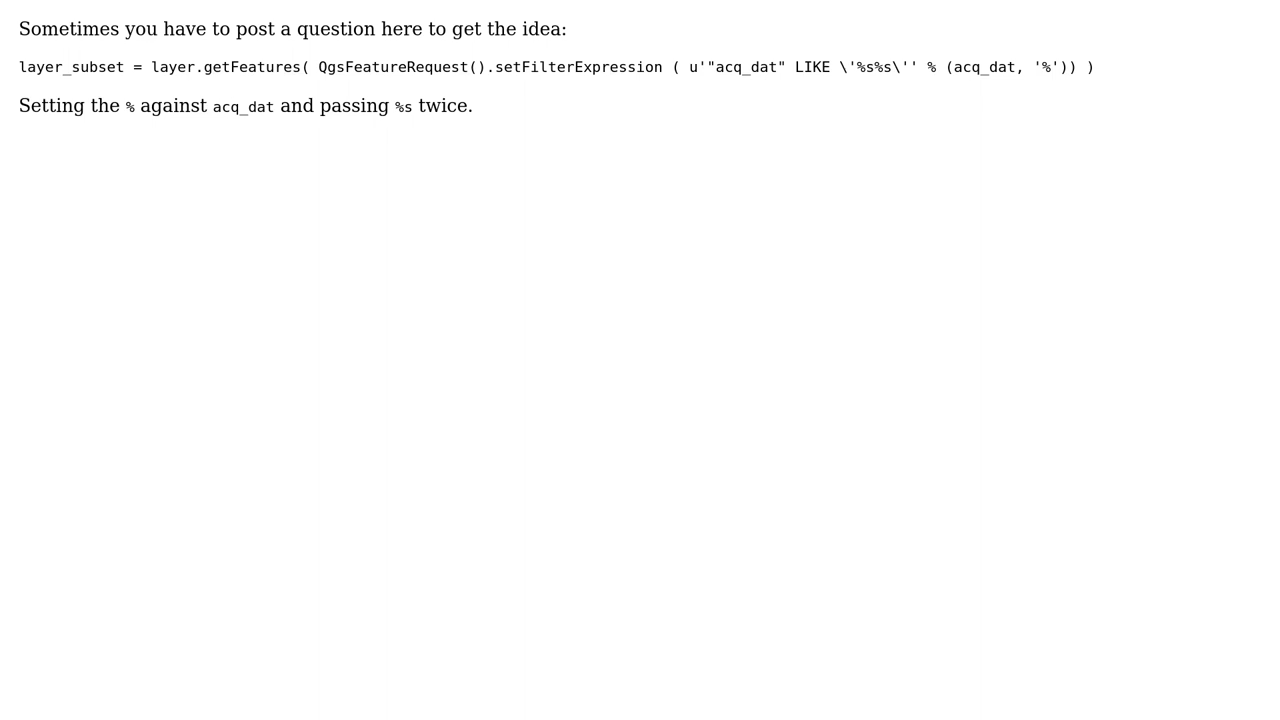 Sometimes you have to post a question here to get the idea:
layer_subset = layer.getFeatures( QgsFeatureRequest().setFilterExpression ( u'"acq_dat" LIKE \'%s%s\'' % (acq_dat, '%')) )
Setting the % against acq_dat and passing %s twice.